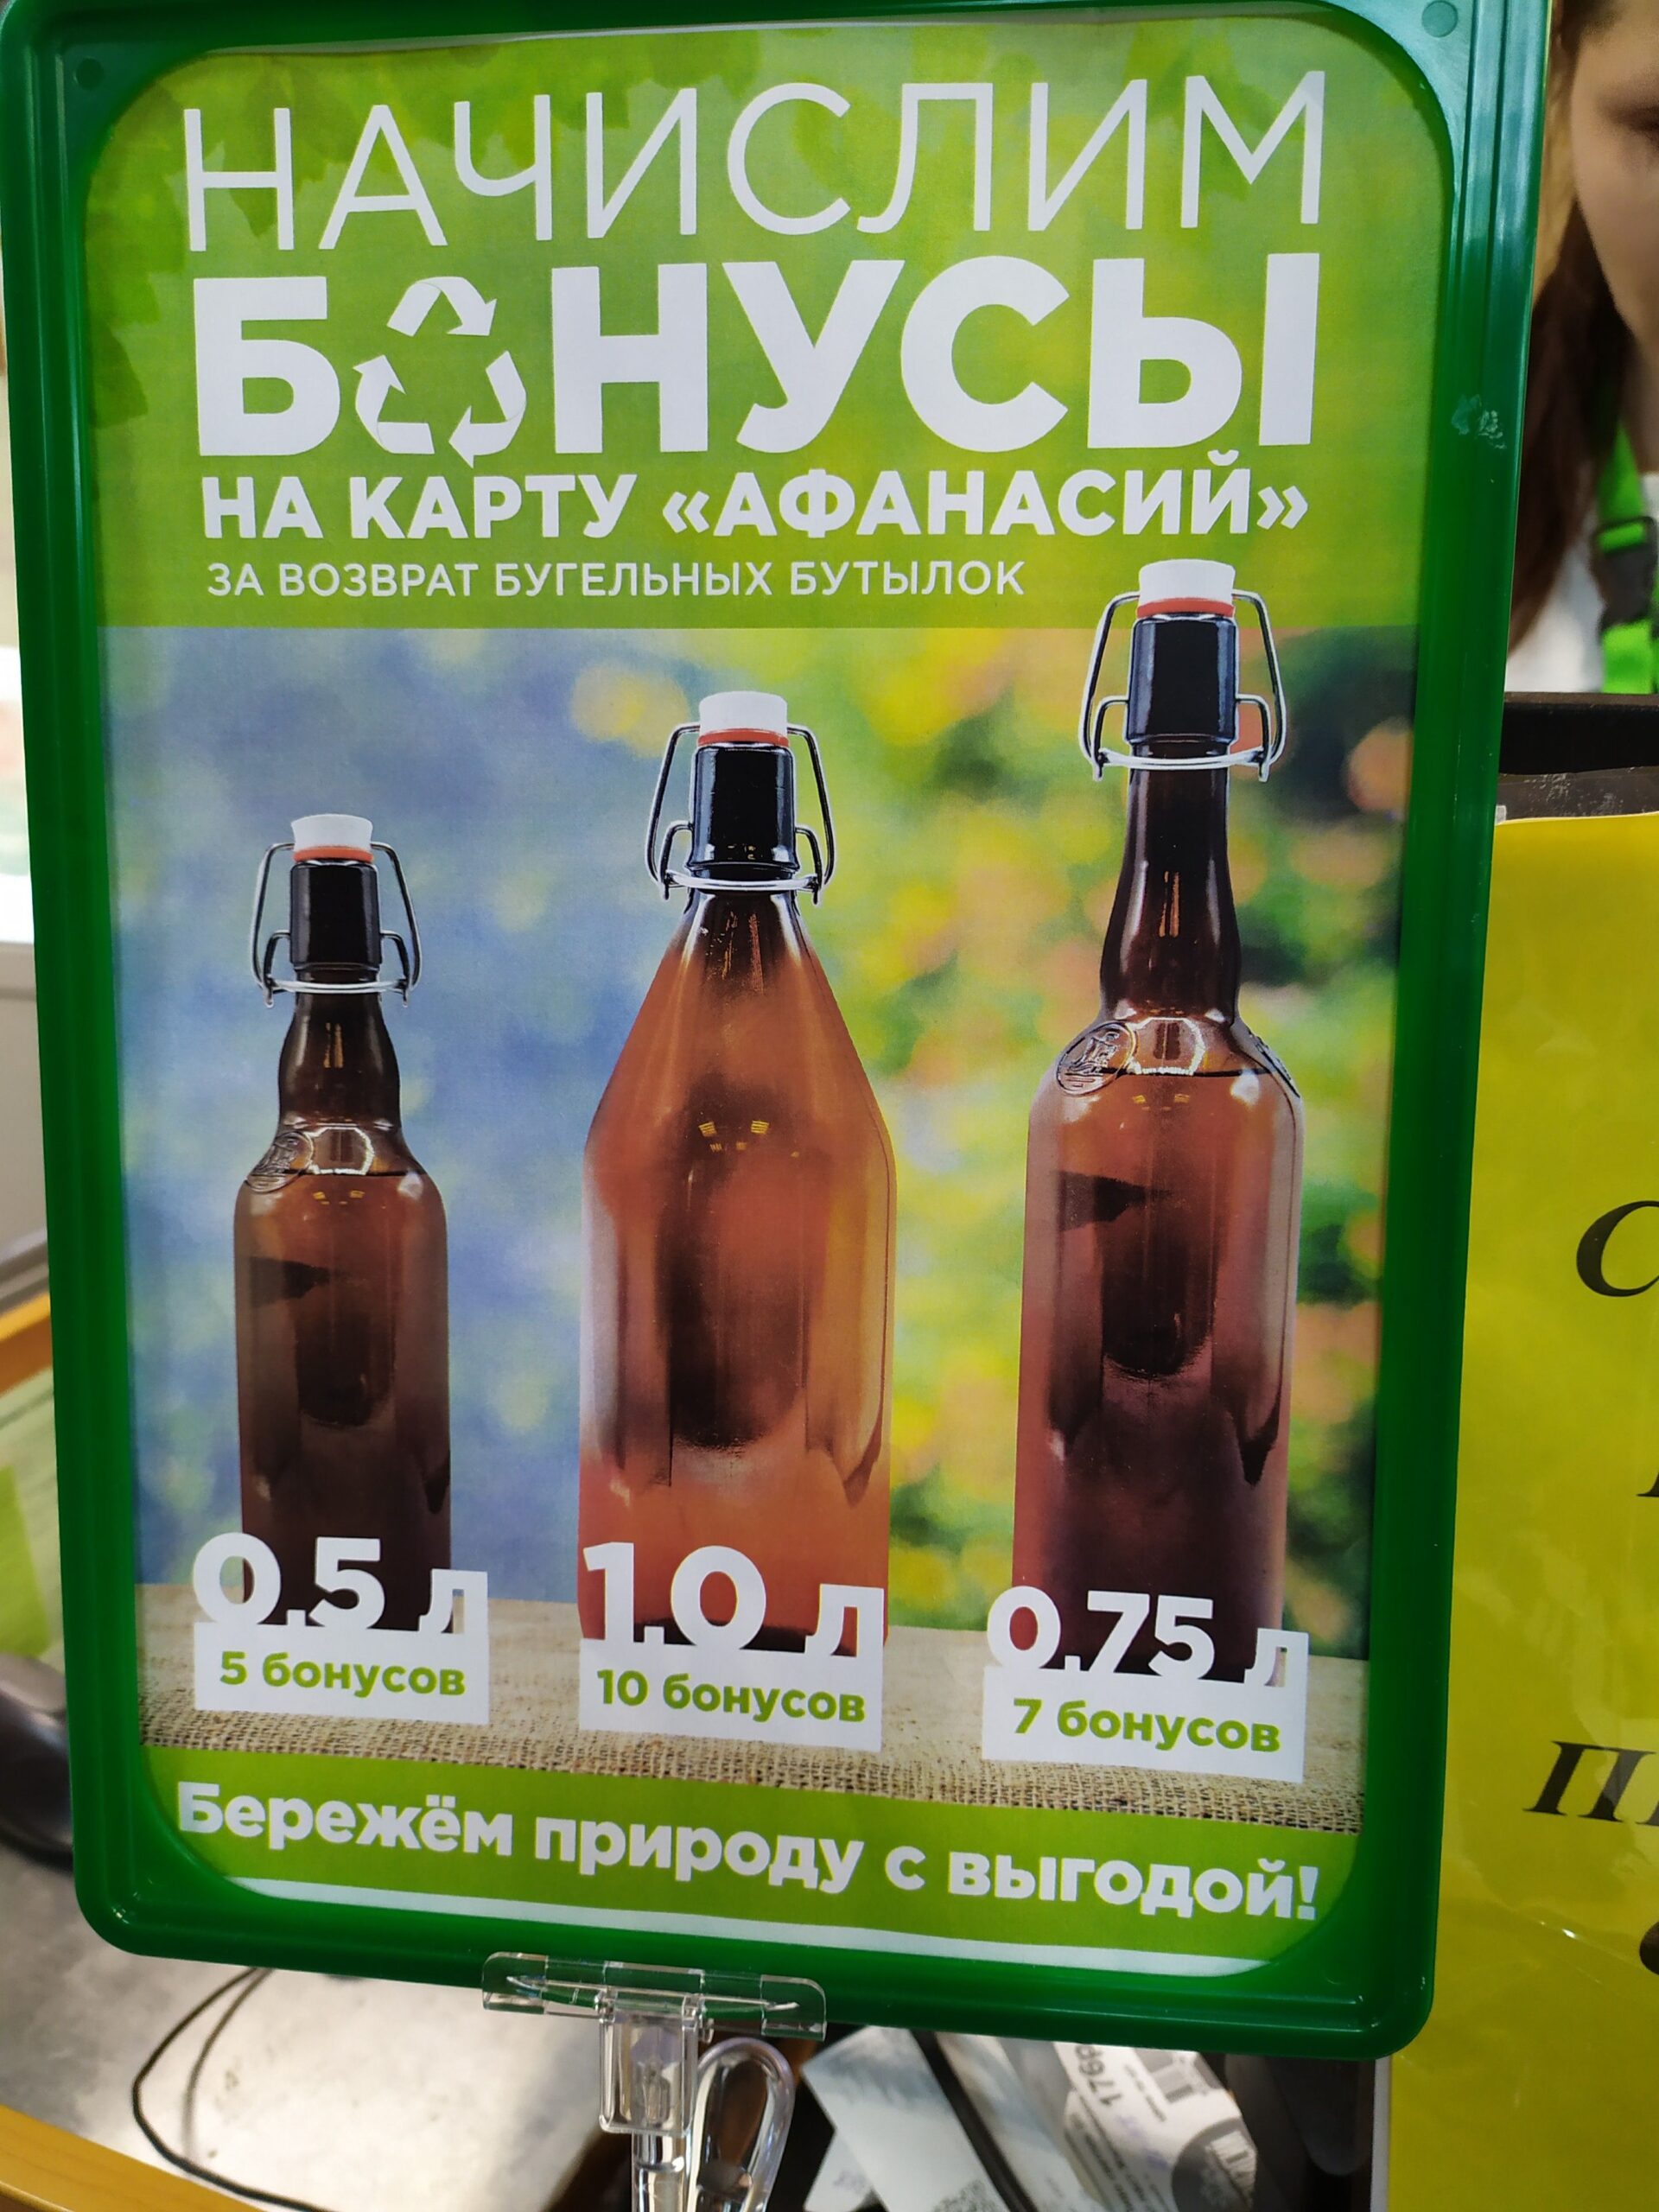 НАЧИСЛИМ
БОНУСЫ
НА КАРТУ «АФАНАСИЙ»
ЗА ВОЗВРАТ БУГЕЛЬНЫХ БУТЫЛОК
0,5 л
1,0 л
0,75 л
5 бонусов
10 бонусов
7 бонусов
Бережём природу с выгодой!